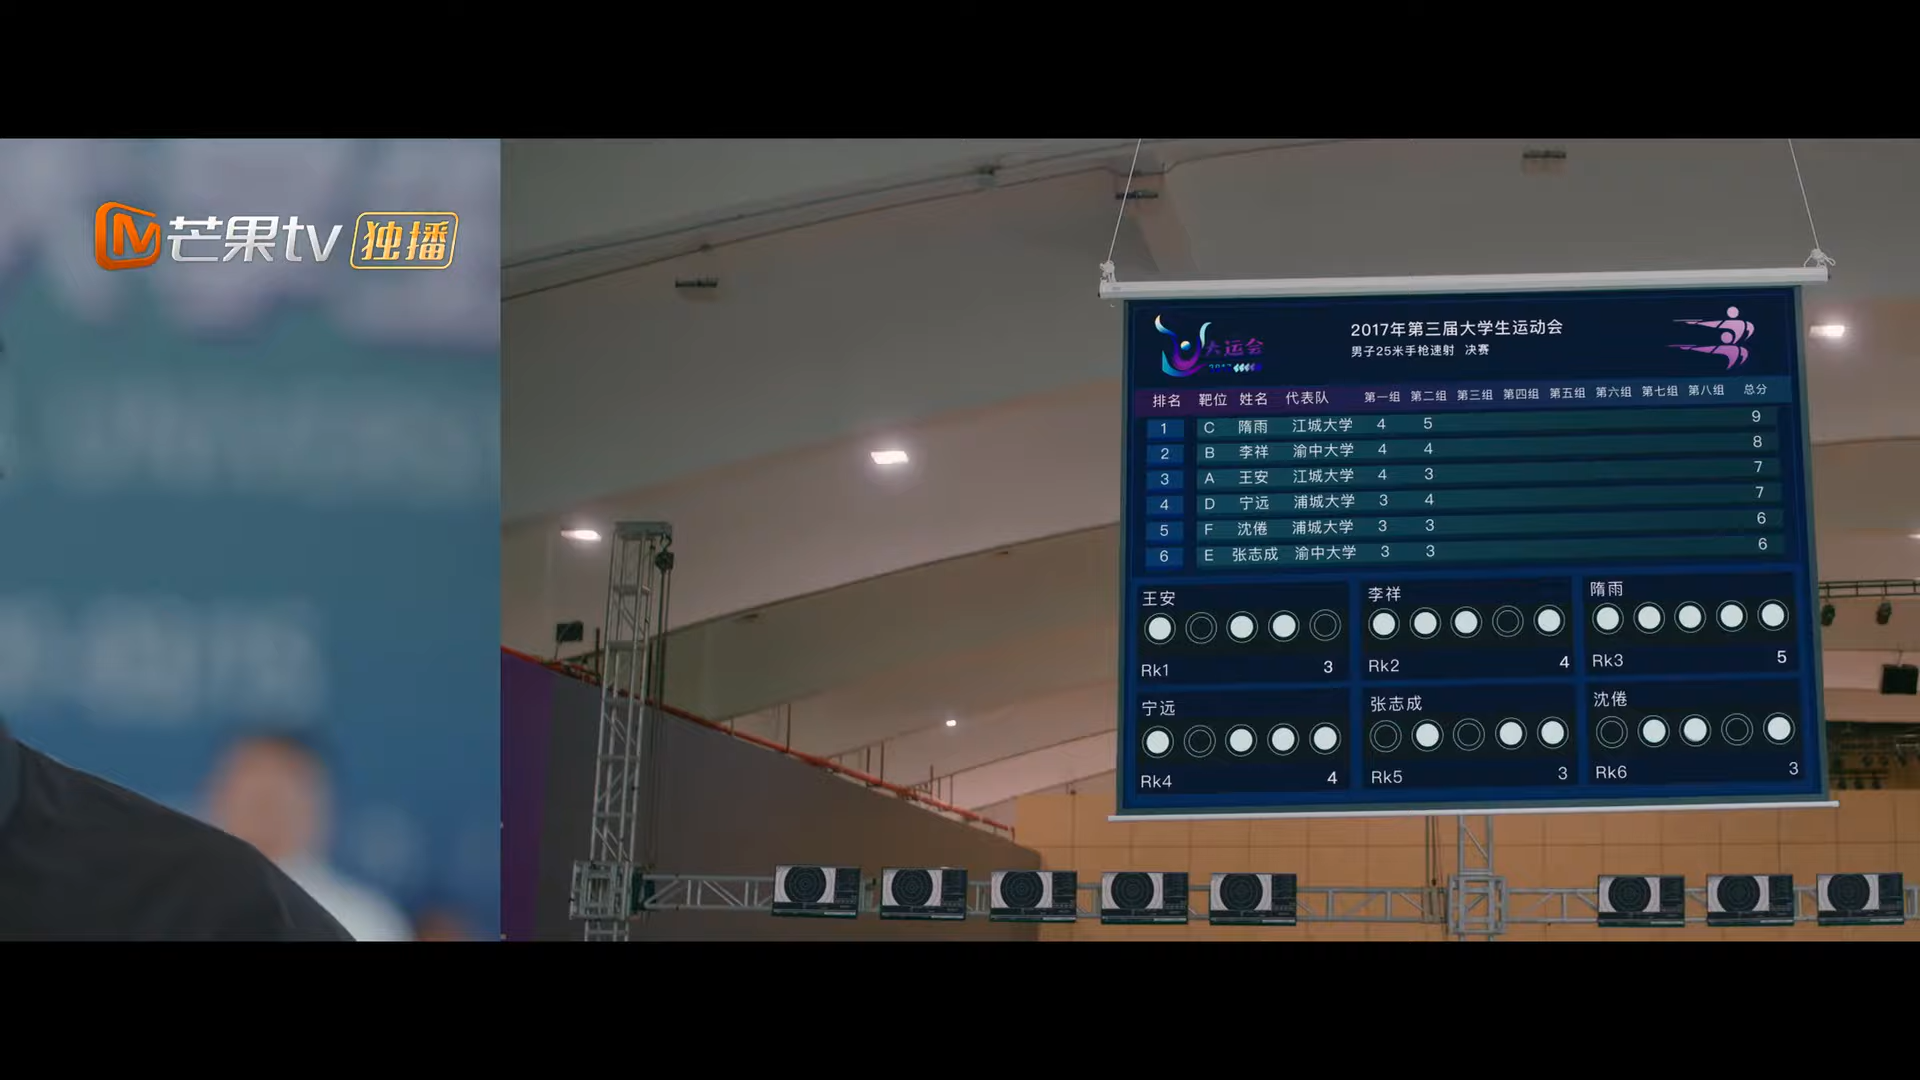 芒果tv 独播
大运会
2017
2017年第三届大学生运动会
男子25米手枪速射 决赛
排名 靶位 姓名 代表队 第一组 第二组 第三组 第四组 第五组 第六组 第七组 第八组 总分
1 C 隋雨 江城大学 4 5 9
2 B 李祥 渝中大学 4 4 8
3 A 王安 江城大学 4 3 7
4 D 宁远 浦城大学 3 4 7
5 F 沈倦 浦城大学 3 3 6
6 E 张志成 渝中大学 3 3 6
王安
Rk1 3
李祥
Rk2 4
隋雨
Rk3 5
宁远
Rk4 4
张志成
Rk5 3
沈倦
Rk6 3